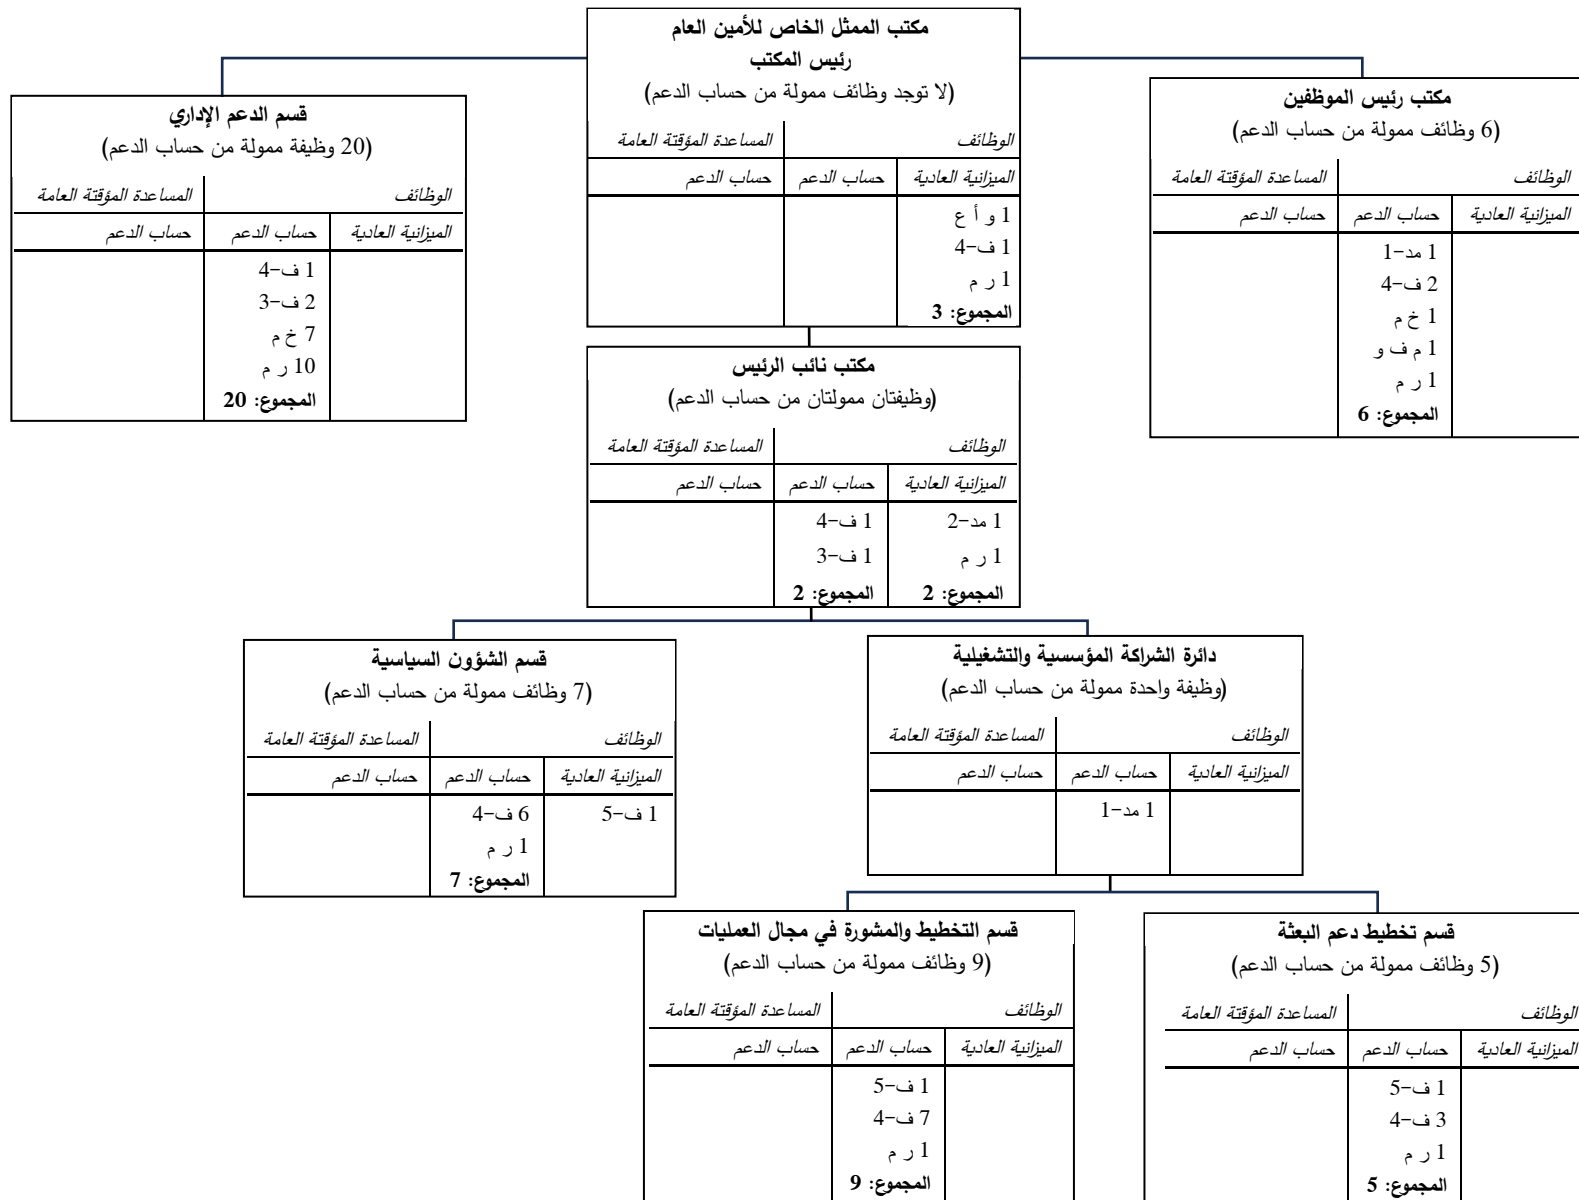 مكتب الممثل الخاص للأمين العام
رئيس المكتب
(لا توجد وظائف ممولة من حساب الدعم)
الوظائف المساعدة المؤقتة العامة
الميزانية العادية حساب الدعم حساب الدعم
1 و أ ع
1 ف-4
1 ر م
المجموع: 3
مكتب رئيس الموظفين
(6 وظائف ممولة من حساب الدعم)
الوظائف المساعدة المؤقتة العامة
الميزانية العادية حساب الدعم حساب الدعم
1 مد-1
2 ف-4
1 خ م
1 م ف و
1 ر م
المجموع: 6
قسم الدعم الإداري
(20 وظيفة ممولة من حساب الدعم)
الوظائف المساعدة المؤقتة العامة
الميزانية العادية حساب الدعم حساب الدعم
1 ف-4
2 ف-3
7 خ م
10 ر م
المجموع: 20
مكتب نائب الرئيس
(وظيفتان ممولتان من حساب الدعم)
الوظائف المساعدة المؤقتة العامة
الميزانية العادية حساب الدعم حساب الدعم
1 مد-2 1 ف-4
1 ر م 1 ف-3
المجموع: 2 المجموع: 2
دائرة الشراكة المؤسسية والتشغيلية
(وظيفة واحدة ممولة من حساب الدعم)
الوظائف المساعدة المؤقتة العامة
الميزانية العادية حساب الدعم حساب الدعم
1 مد-1
قسم الشؤون السياسية
(7 وظائف ممولة من حساب الدعم)
الوظائف المساعدة المؤقتة العامة
الميزانية العادية حساب الدعم حساب الدعم
1 ف-5 6 ف-4
1 ر م
المجموع: 7
قسم تخطيط دعم البعثة
(5 وظائف ممولة من حساب الدعم)
الوظائف المساعدة المؤقتة العامة
الميزانية العادية حساب الدعم حساب الدعم
1 ف-5
3 ف-4
1 ر م
المجموع: 5
قسم التخطيط والمشورة في مجال العمليات
(9 وظائف ممولة من حساب الدعم)
الوظائف المساعدة المؤقتة العامة
الميزانية العادية حساب الدعم حساب الدعم
1 ف-5
7 ف-4
1 ر م
المجموع: 9